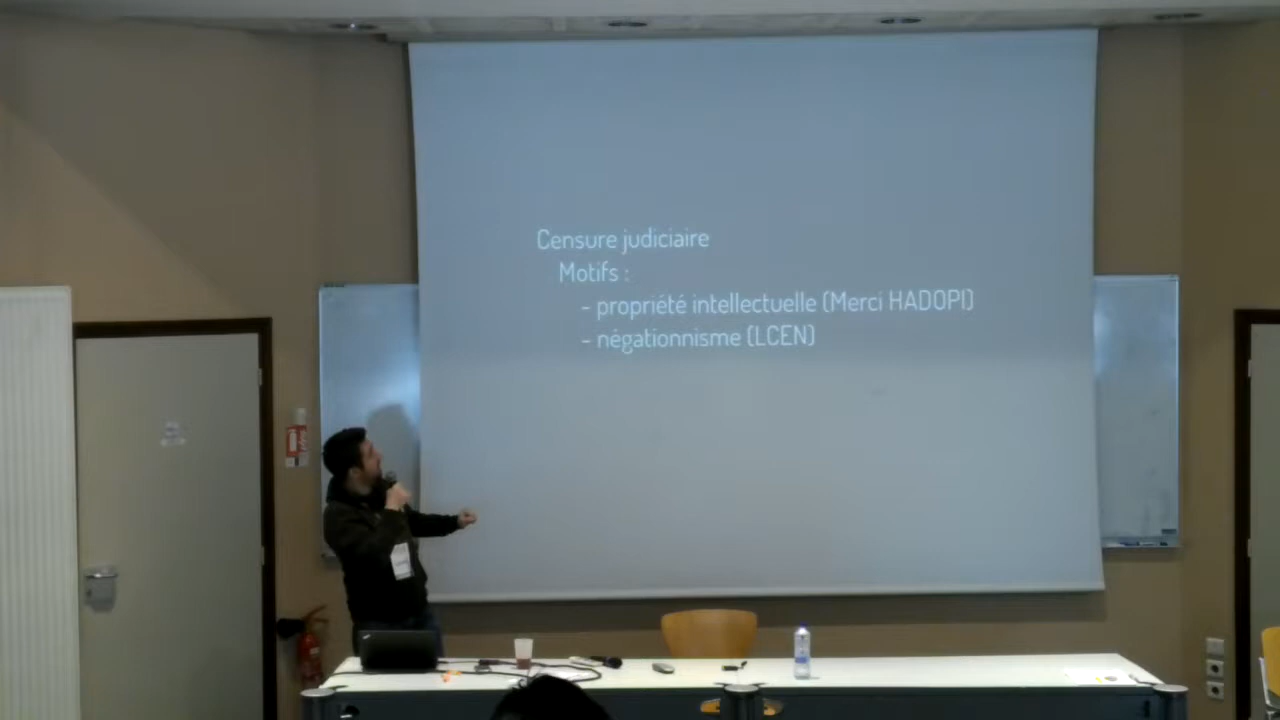 Censure judiciaire
Motifs :
- propriété intellectuelle (Merci HADOPI)
- négationnisme (LCEN)